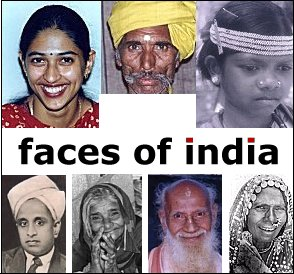 faces of india